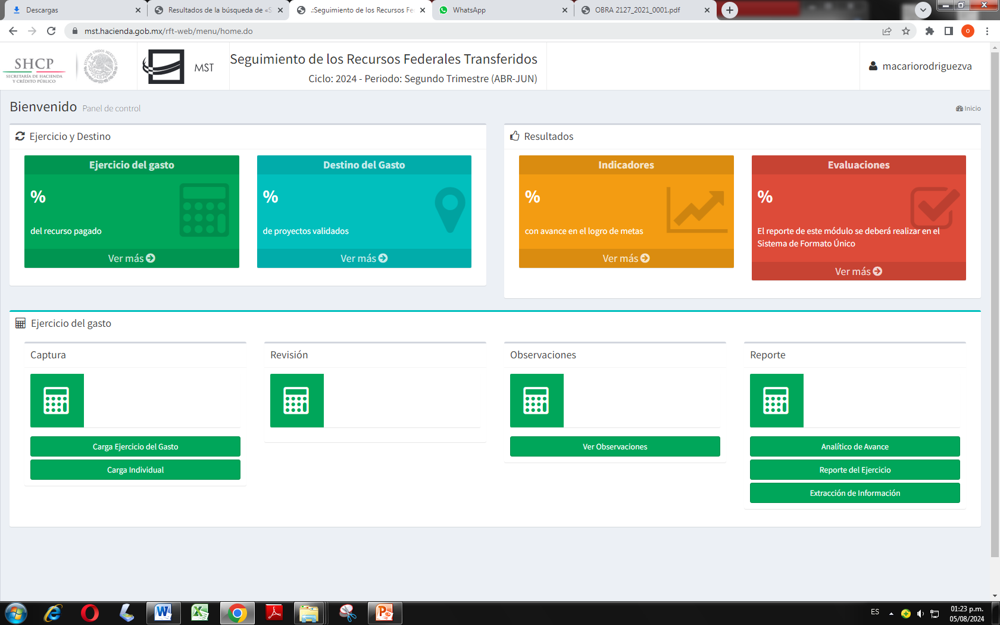 Descargas
Resultados de la búsqueda de «S
.:Seguimiento de los Recursos Fe
WhatsApp
OBRA 2127_2021_0001.pdf
mst.hacienda.gob.mx/rft-web/menu/home.do
O
SHCP
SECRETARÍA DE HACIENDA
Y CRÉDITO PÚBLICO
ESTADOS UNIDOS MEXICANOS
MST
Seguimiento de los Recursos Federales Transferidos
Ciclo: 2024 - Periodo: Segundo Trimestre (ABR-JUN)
macariorodriguezva
Bienvenido Panel de control
Inicio
Ejercicio y Destino
Ejercicio del gasto
%
del recurso pagado
Ver más
Destino del Gasto
%
de proyectos validados
Ver más
Resultados
Indicadores
%
con avance en el logro de metas
Ver más
Evaluaciones
%
El reporte de este módulo se deberá realizar en el
Sistema de Formato Único
Ver más
Ejercicio del gasto
Captura
Carga Ejercicio del Gasto
Carga Individual
Revisión
Observaciones
Ver Observaciones
Reporte
Analítico de Avance
Reporte del Ejercicio
Extracción de Información
ES
01:23 p.m.
05/08/2024